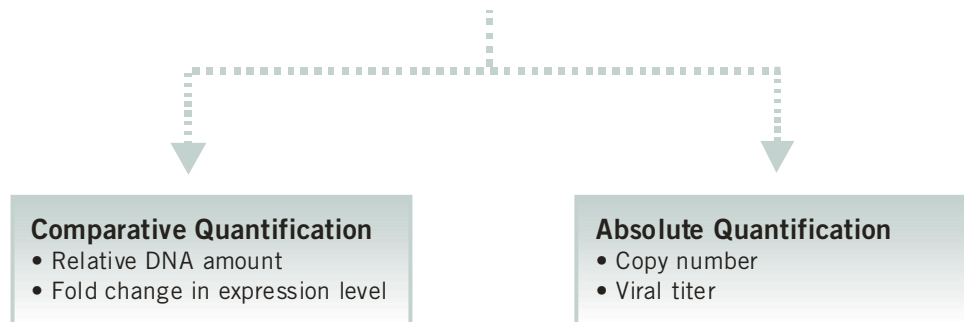 Comparative Quantification
• Relative DNA amount
• Fold change in expression level
Absolute Quantification
• Copy number
• Viral titer